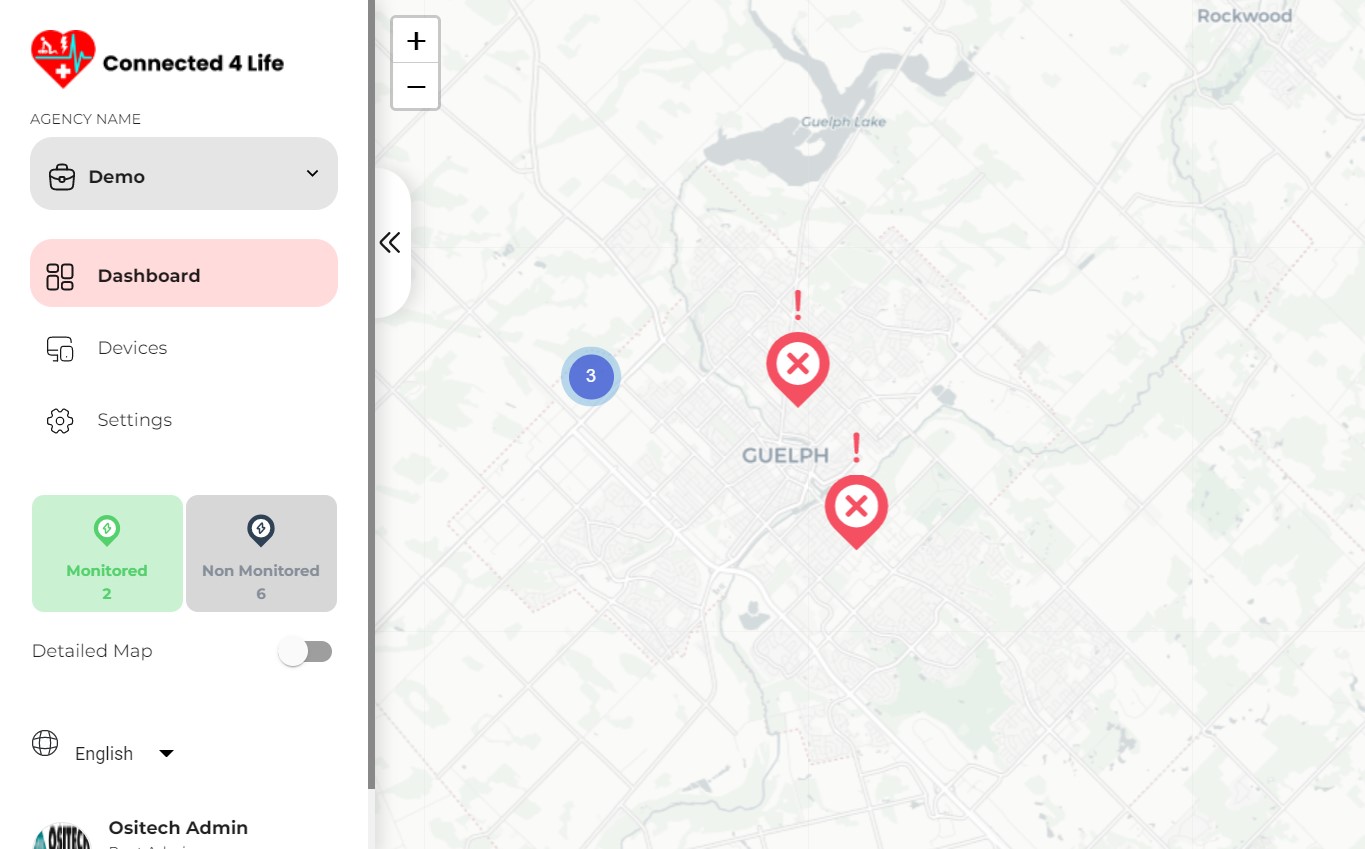 Connected 4 Life
AGENCY NAME
Demo
Dashboard
Devices
Settings
Monitored
2
Non Monitored
6
Detailed Map
English
OSITECH
Ositech Admin
+
−
Rockwood
Guelph Lake
!
3
GUELPH
!